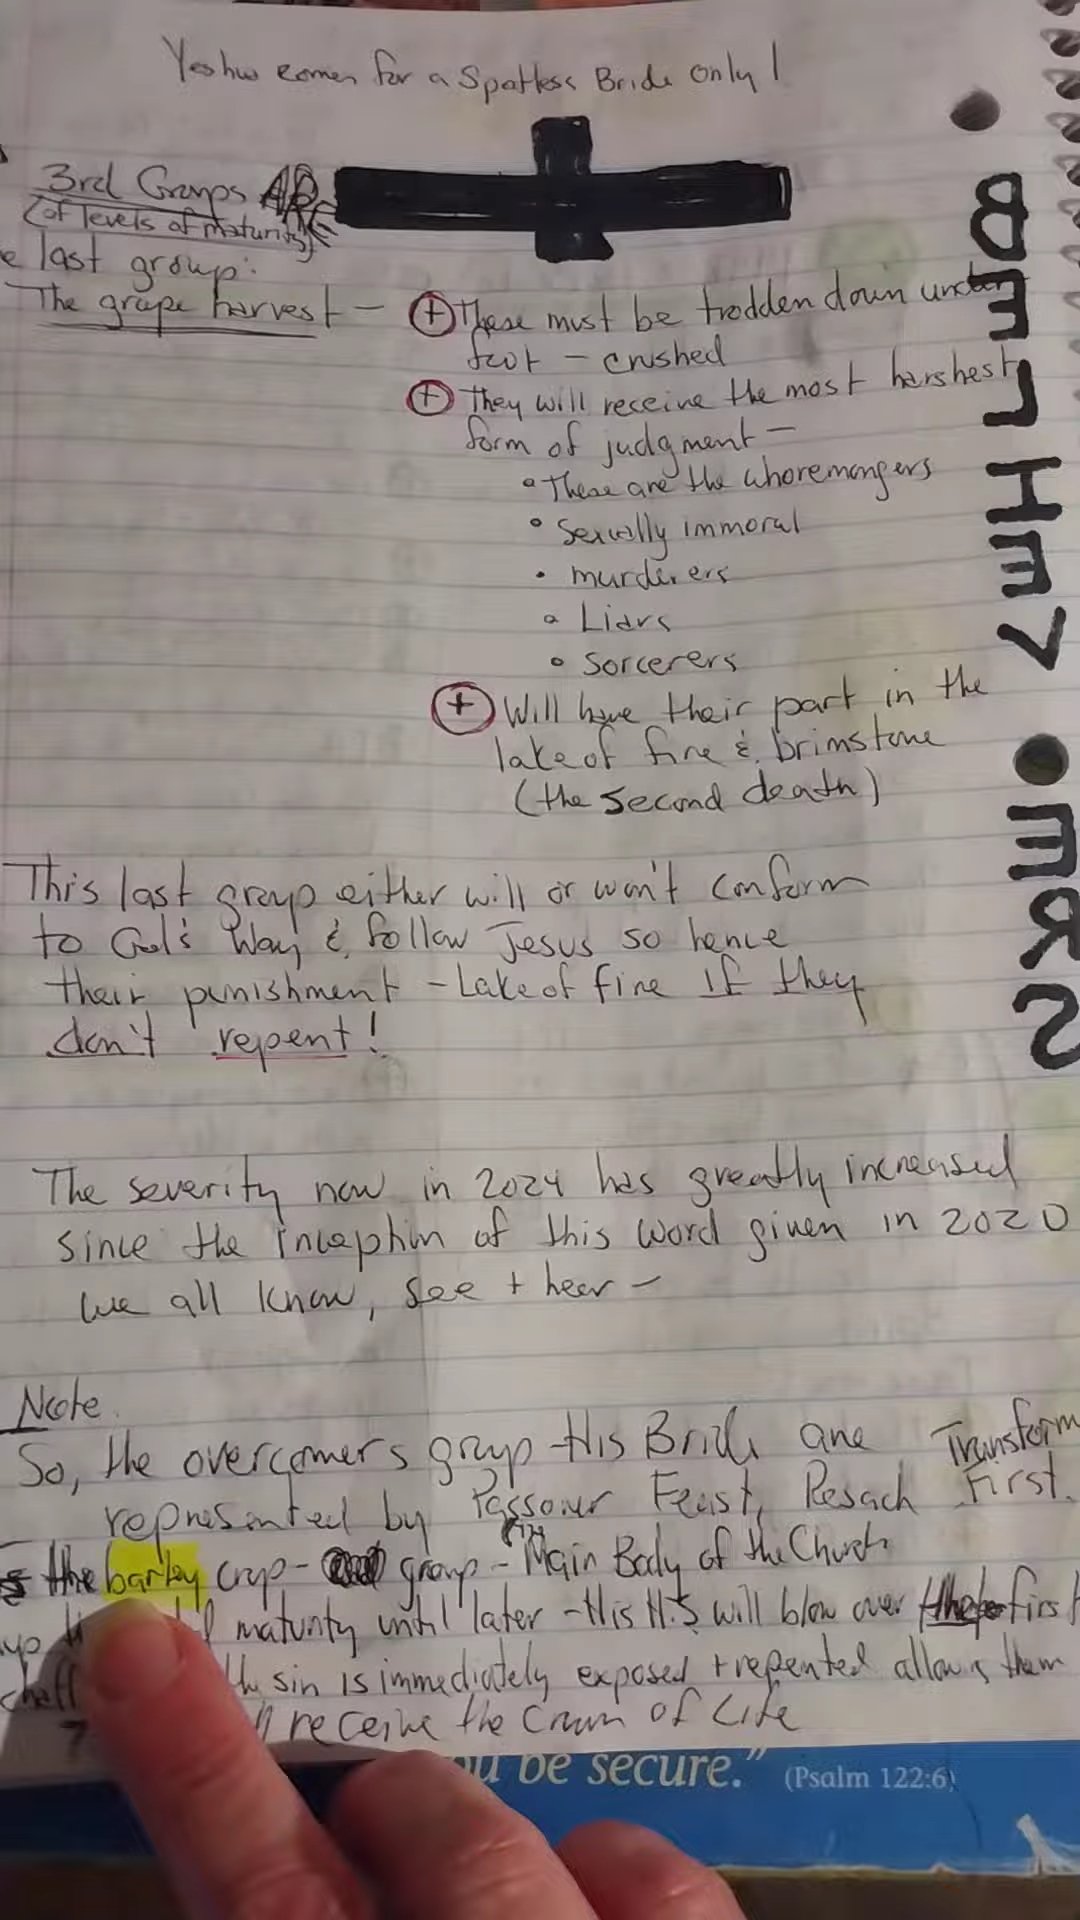 Yeshua comes for a Spotless Bride Only!
3rd Groups ARE
(of levels of maturity)
e last group:
The grape harvest — + These must be trodden down under
foot — crushed
+ They will receive the most harshest
form of judgment —
• These are the whoremongers
• Sexually immoral
• murderers
• Liars
• Sorcerers
+ Will have their part in the
lake of fire & brimstone
(the second death)
This last group either will or won't conform
to God's Way & follow Jesus so hence
their punishment - Lake of fire If they
don't repent!
The severity now in 2024 has greatly increased
since the inception of this word given in 2020
we all know, see + hear —
Note
So, the overcomers group - His Bride are Transform
represented by Passover Feast, Pesach First.
the barley crop - group - Main Body of the Church
maturity until later - His H.S will blow over first
chaff sin is immediately exposed + repented allowing them
receive the Crown of Life
you be secure." (Psalm 122:6)